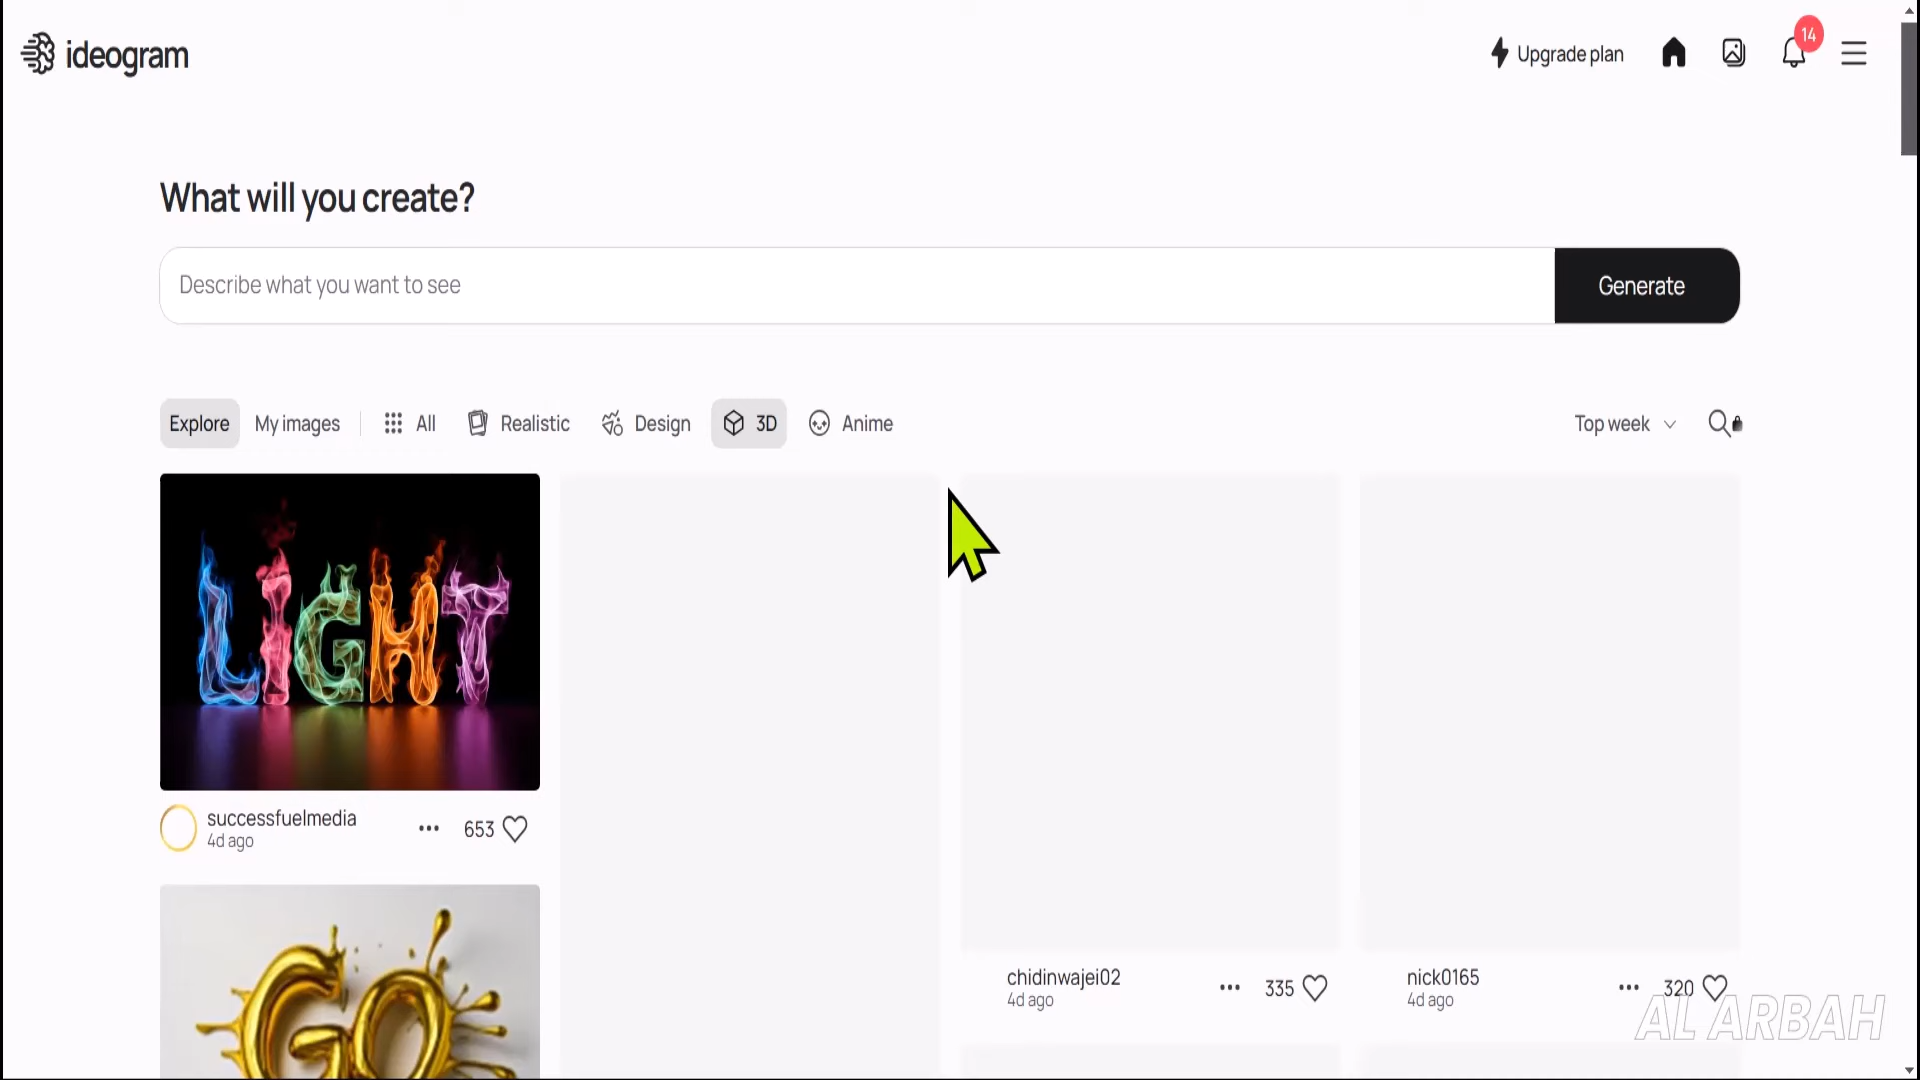 ideogram
Upgrade plan
14
What will you create?
Describe what you want to see
Generate
Explore
My images
All
Realistic
Design
3D
Anime
Top week
LIGHT
successfuelmedia
4d ago
653
GO
chidinwajei02
4d ago
335
nick0165
4d ago
320
AL ARBAH